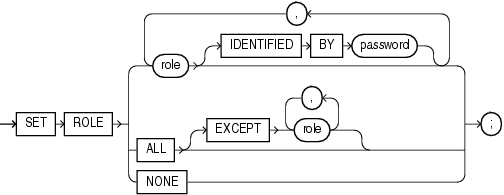 ,
IDENTIFIED BY password
role
,
EXCEPT role
SET ROLE ALL ;
NONE